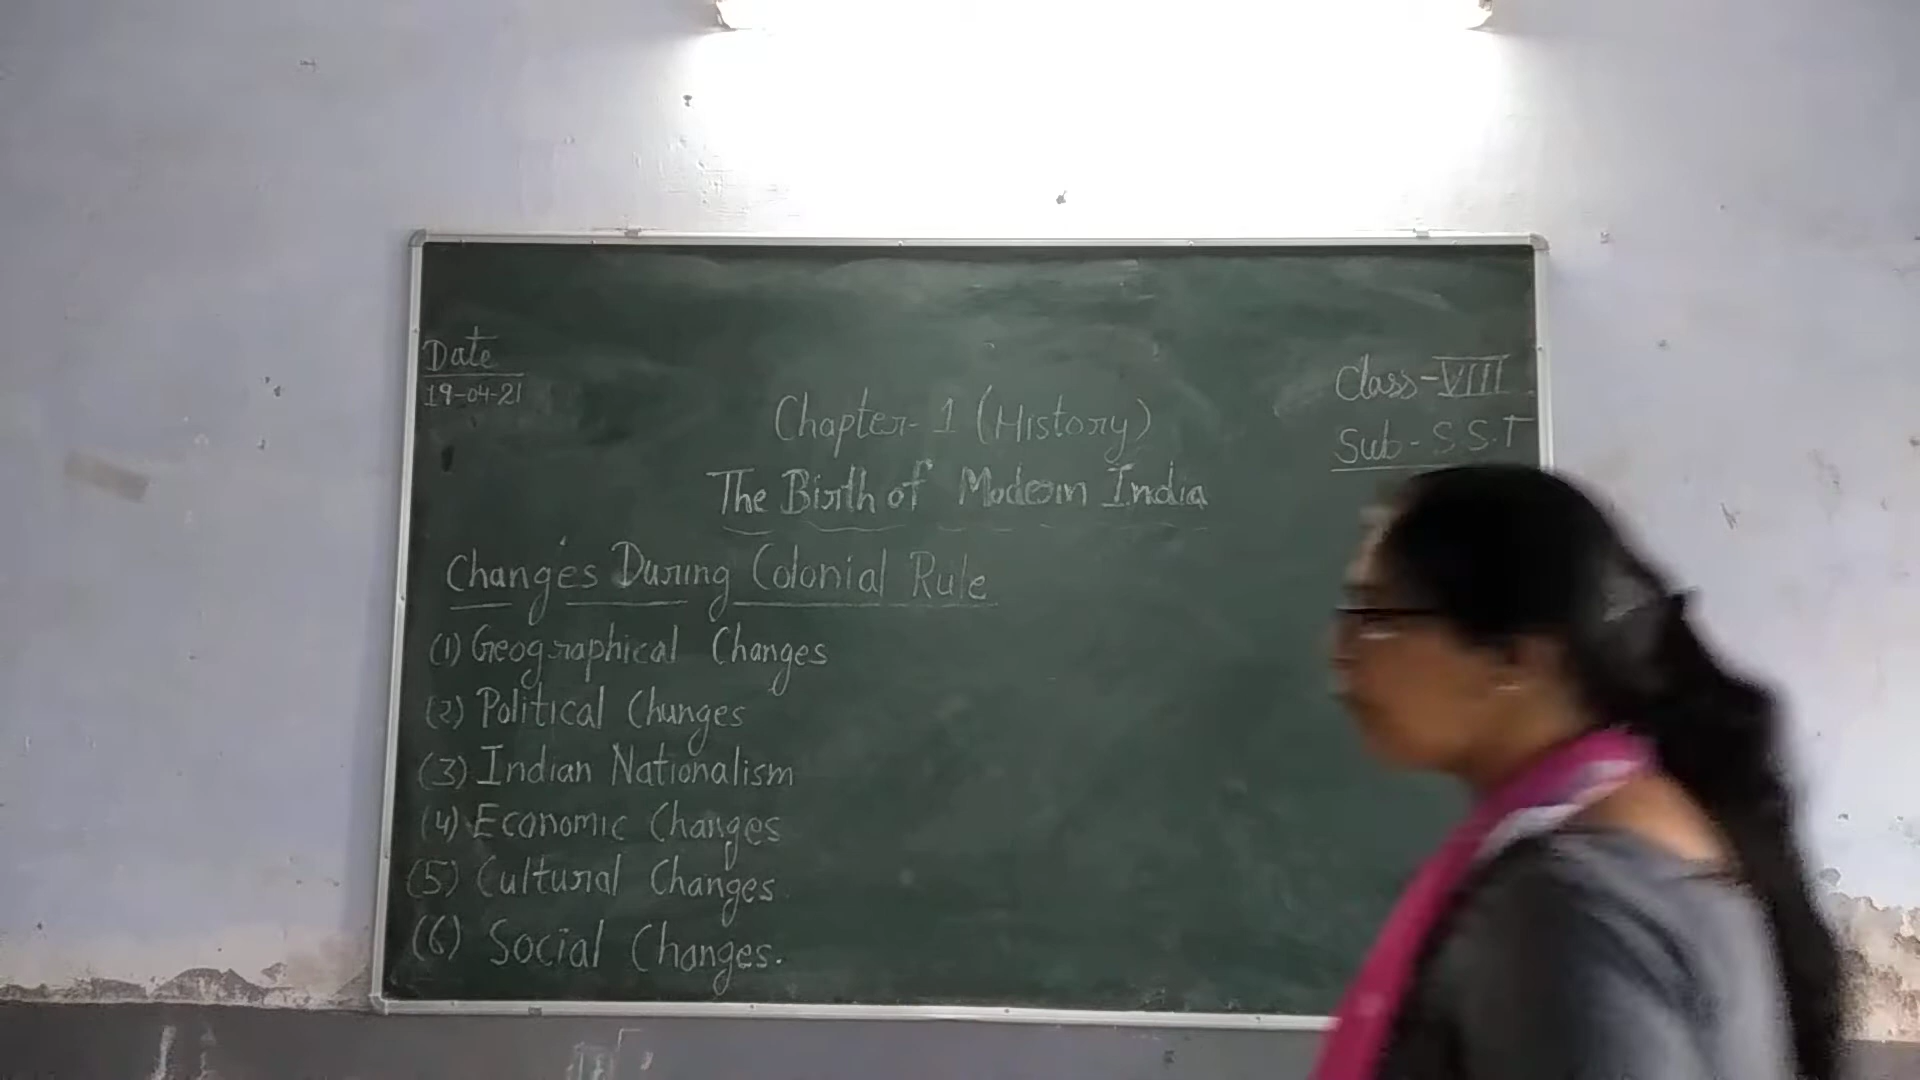 Date
19-04-21
Class-VIII
Sub-S.S.T
Chapter-1 (History)
The Birth of Modern India
Changes During Colonial Rule
(1) Geographical Changes
(2) Political Changes
(3) Indian Nationalism
(4) Economic Changes
(5) Cultural Changes
(6) Social Changes.